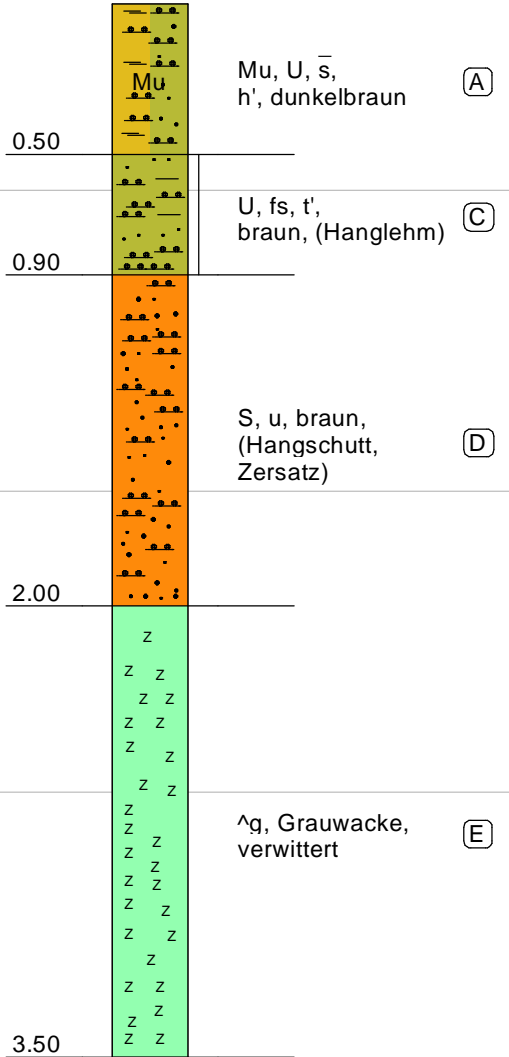 Mu
Mu, U, s̅,
h', dunkelbraun
A
0.50
U, fs, t',
braun, (Hanglehm)
C
0.90
S, u, braun,
(Hangschutt,
Zersatz)
D
2.00
^g, Grauwacke,
verwittert
E
3.50